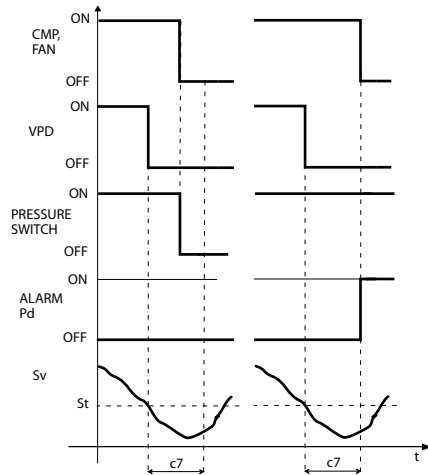 ON
CMP,
FAN
OFF
ON
VPD
OFF
ON
PRESSURE
SWITCH
OFF
ON
ALARM
Pd
OFF
Sv
St
t
c7
c7